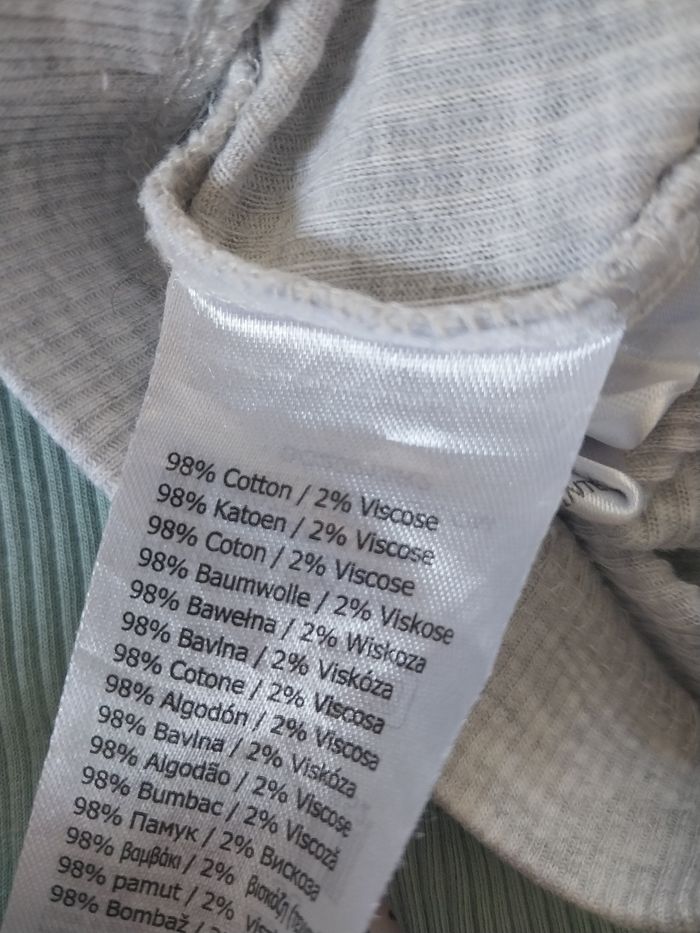 98% Cotton / 2% Viscose
98% Katoen / 2% Viscose
98% Coton / 2% Viscose
98% Baumwolle / 2% Viskose
98% Bawełna / 2% Wiskoza
98% Bavlna / 2% Viskóza
98% Cotone / 2% Viscosa
98% Algodón / 2% Viscosa
98% Bavlna / 2% Viskóza
98% Algodão / 2% Viscose
98% Bumbac / 2% Viscoză
98% Памук / 2% Вискоза
98% βαμβάκι / 2% βισκόζη
98% pamut / 2%
98% Bombaž / 2%